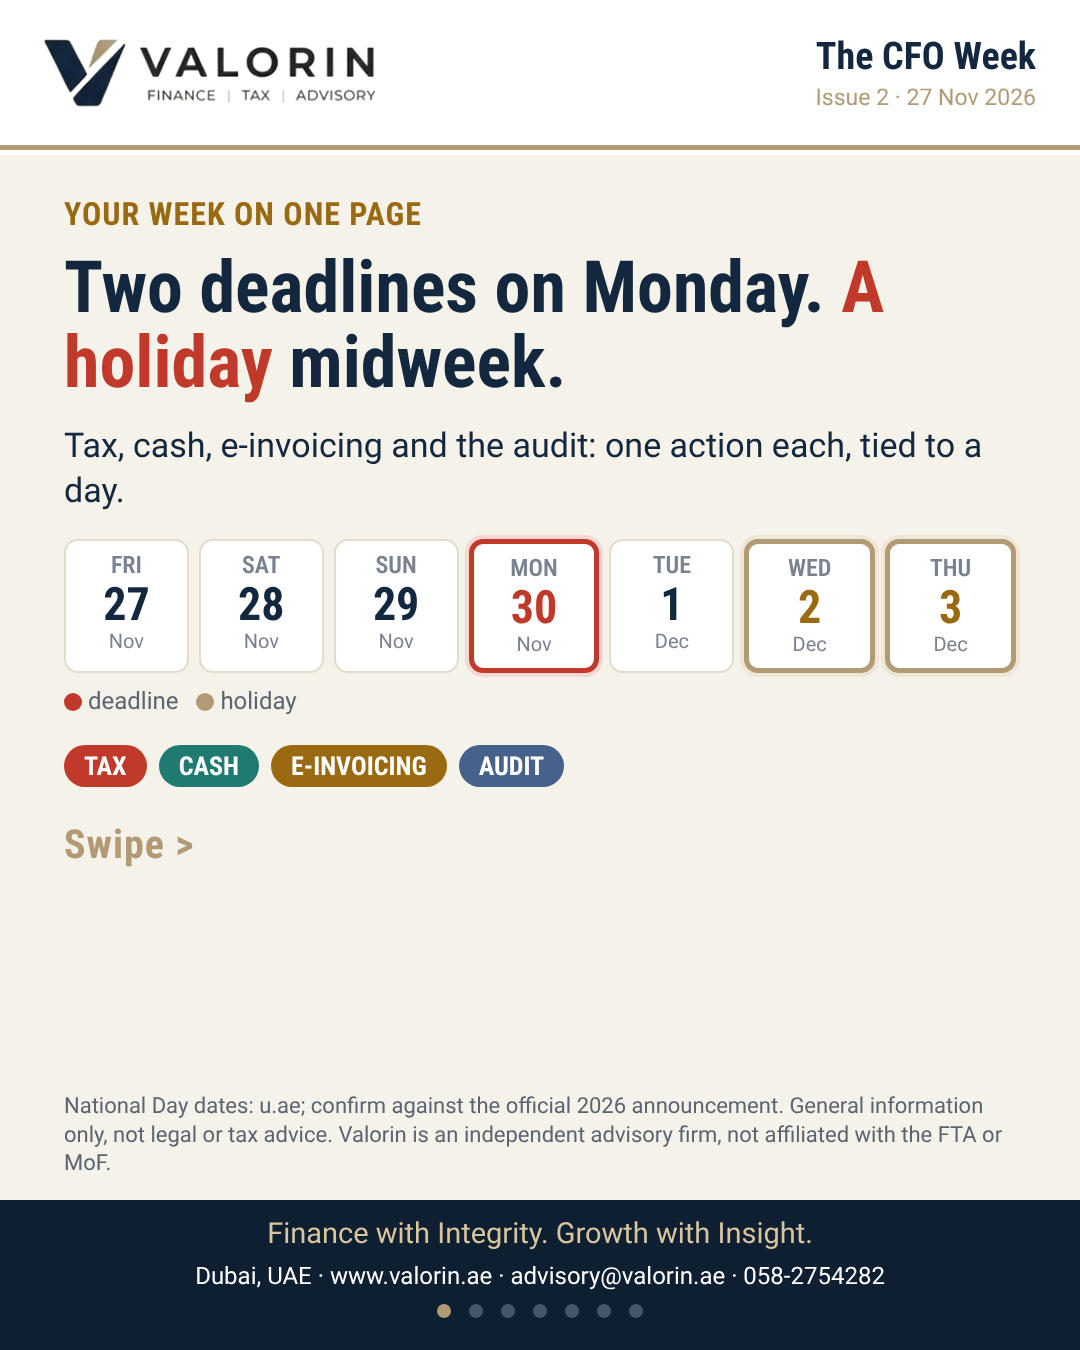 VALORIN
FINANCE | TAX | ADVISORY
The CFO Week
Issue 2 · 27 Nov 2026
YOUR WEEK ON ONE PAGE
Two deadlines on Monday. A
holiday midweek.
Tax, cash, e-invoicing and the audit: one action each, tied to a
day.
FRI
27
Nov
SAT
28
Nov
SUN
29
Nov
MON
30
Nov
TUE
1
Dec
WED
2
Dec
THU
3
Dec
deadline holiday
TAX CASH E-INVOICING AUDIT
Swipe >
National Day dates: u.ae; confirm against the official 2026 announcement. General information
only, not legal or tax advice. Valorin is an independent advisory firm, not affiliated with the FTA or
MoF.
Finance with Integrity. Growth with Insight.
Dubai, UAE · www.valorin.ae · advisory@valorin.ae · 058-2754282